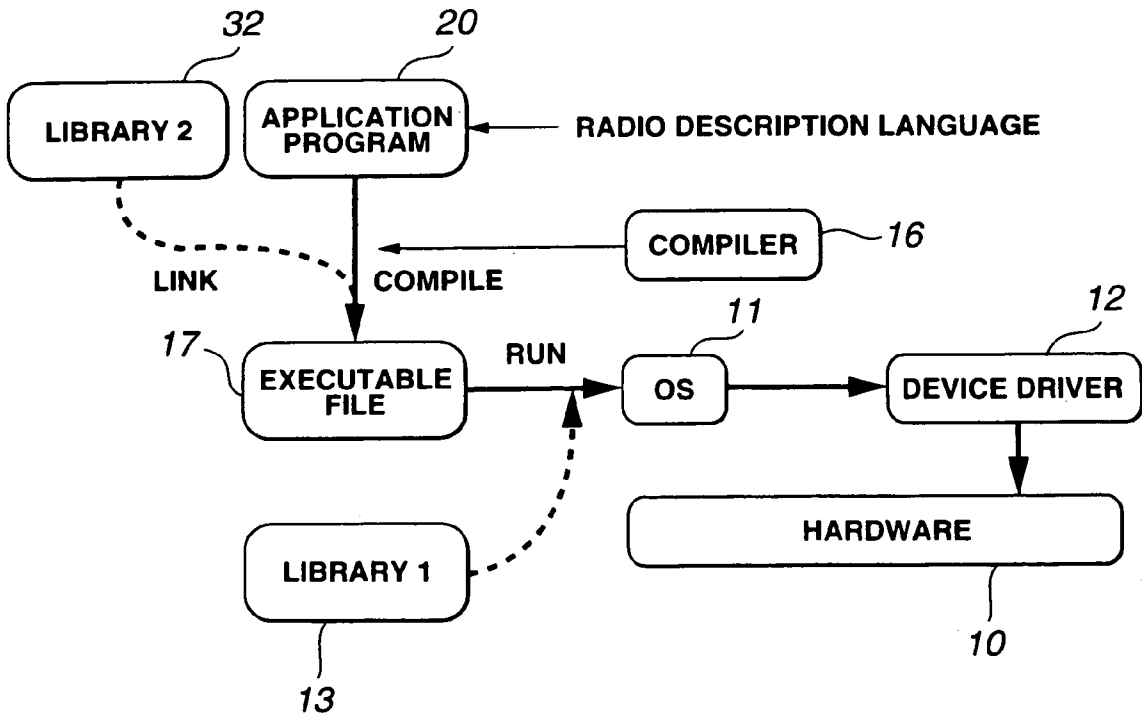 32
20
LIBRARY 2
APPLICATION
PROGRAM
RADIO DESCRIPTION LANGUAGE
COMPILER
16
LINK
COMPILE
11
12
17
RUN
EXECUTABLE
FILE
OS
DEVICE DRIVER
HARDWARE
LIBRARY 1
10
13